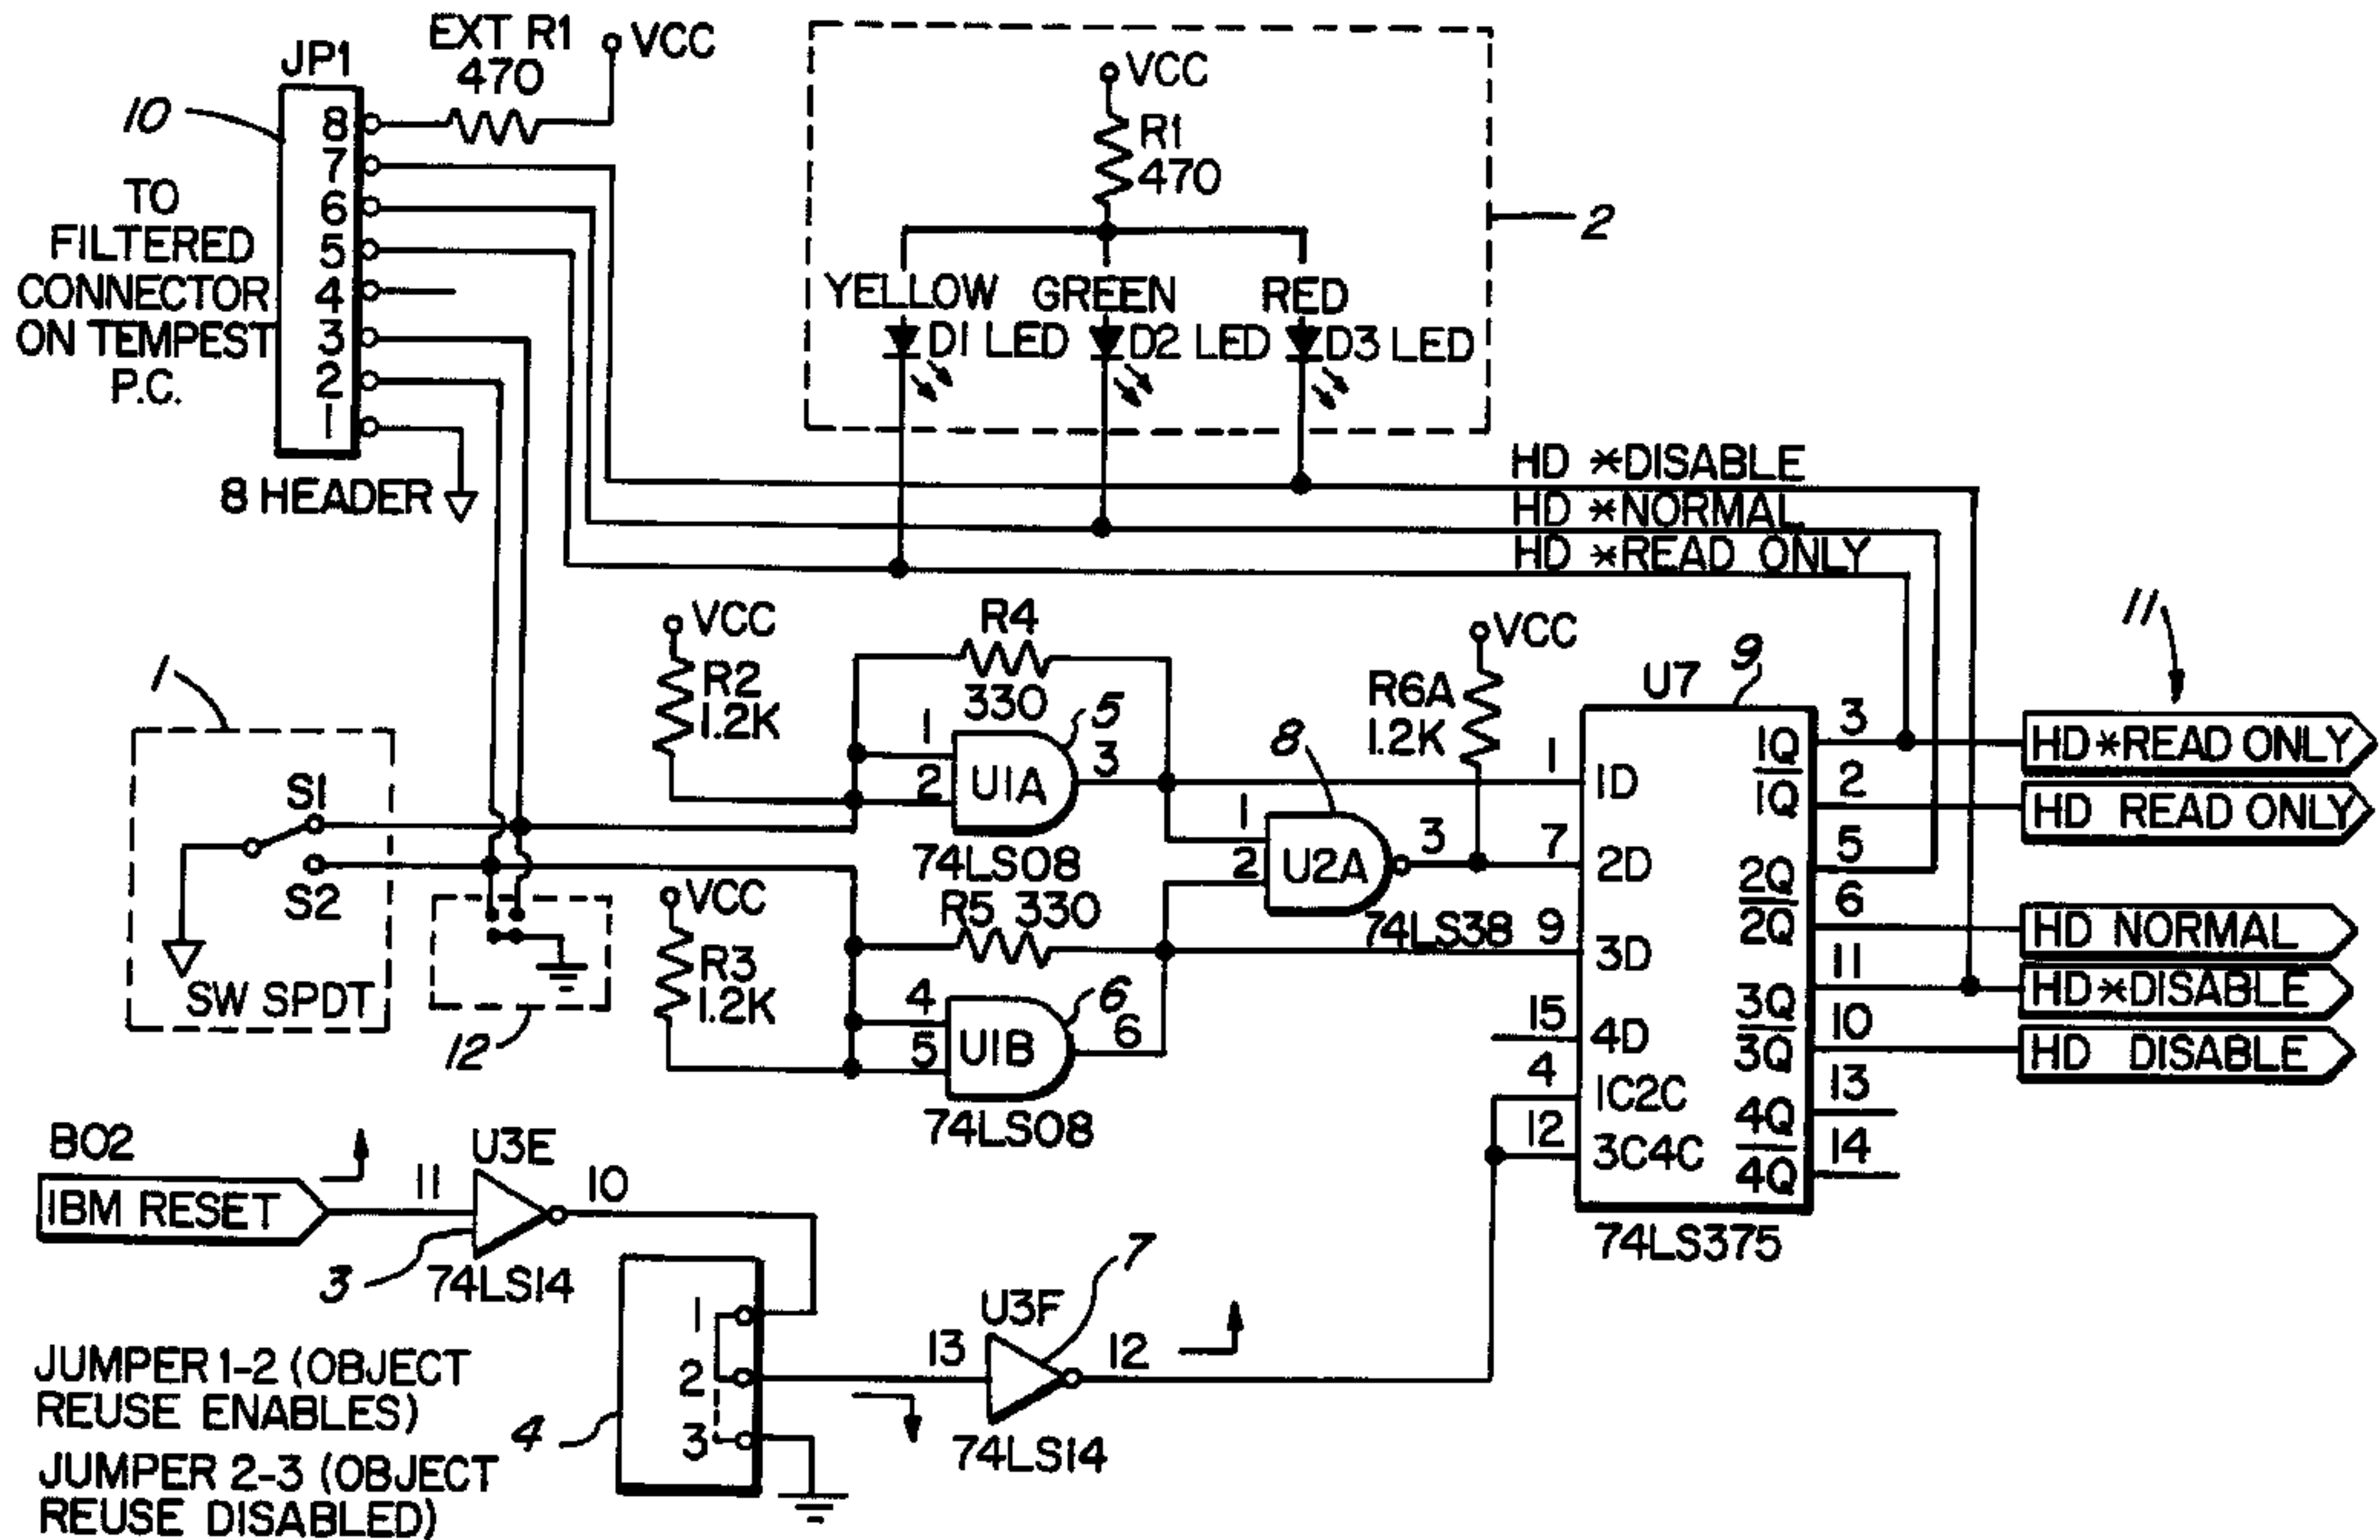 EXT R1
470
VCC
JP1
10
8
7
6
5
4
3
2
1
TO
FILTERED
CONNECTOR
ON TEMPEST
P.C.
8 HEADER
VCC
R1
470
2
YELLOW GREEN RED
D1 LED D2 LED D3 LED
HD *DISABLE
HD *NORMAL
HD *READ ONLY
11
1
S1
S2
SW SPDT
12
VCC
R2
1.2K
R4
330
1
2
U1A
3
5
74LS08
VCC
R3
1.2K
R5 330
4
5
U1B
6
6
74LS08
8
1
2
U2A
3
74LS38
VCC
R6A
1.2K
U7
9
1 1D
7 2D
9 3D
15 4D
4 1C2C
12 3C4C
1Q 3
1Q 2
2Q 5
2Q 6
3Q 11
3Q 10
4Q 13
4Q 14
74LS375
HD *READ ONLY
HD READ ONLY
HD NORMAL
HD *DISABLE
HD DISABLE
BO2
IBM RESET
11
U3E
10
3
74LS14
4
1
2
3
13
U3F
12
7
74LS14
JUMPER 1-2 (OBJECT
REUSE ENABLES)
JUMPER 2-3 (OBJECT
REUSE DISABLED)